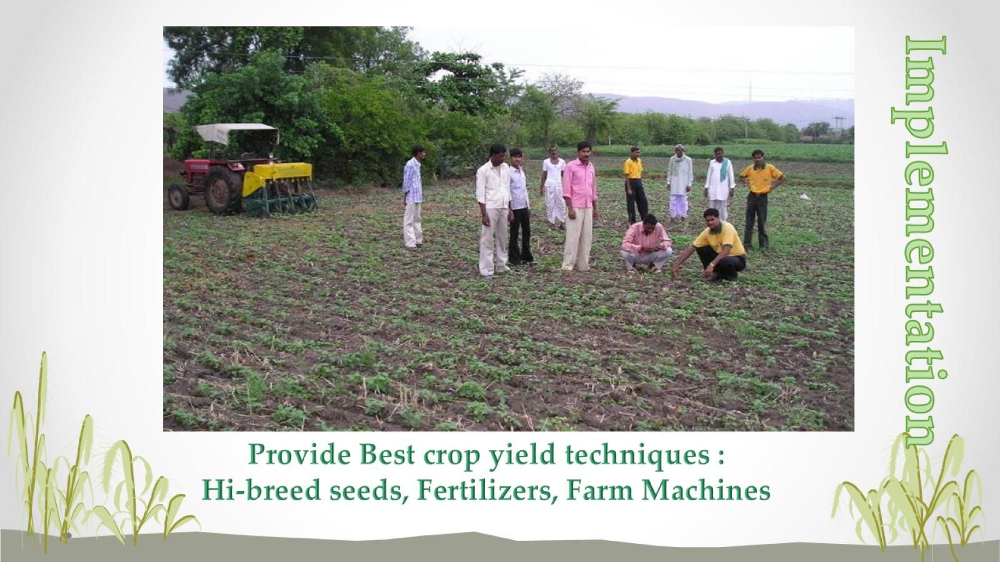 Implementation
Provide Best crop yield techniques :
Hi-breed seeds, Fertilizers, Farm Machines